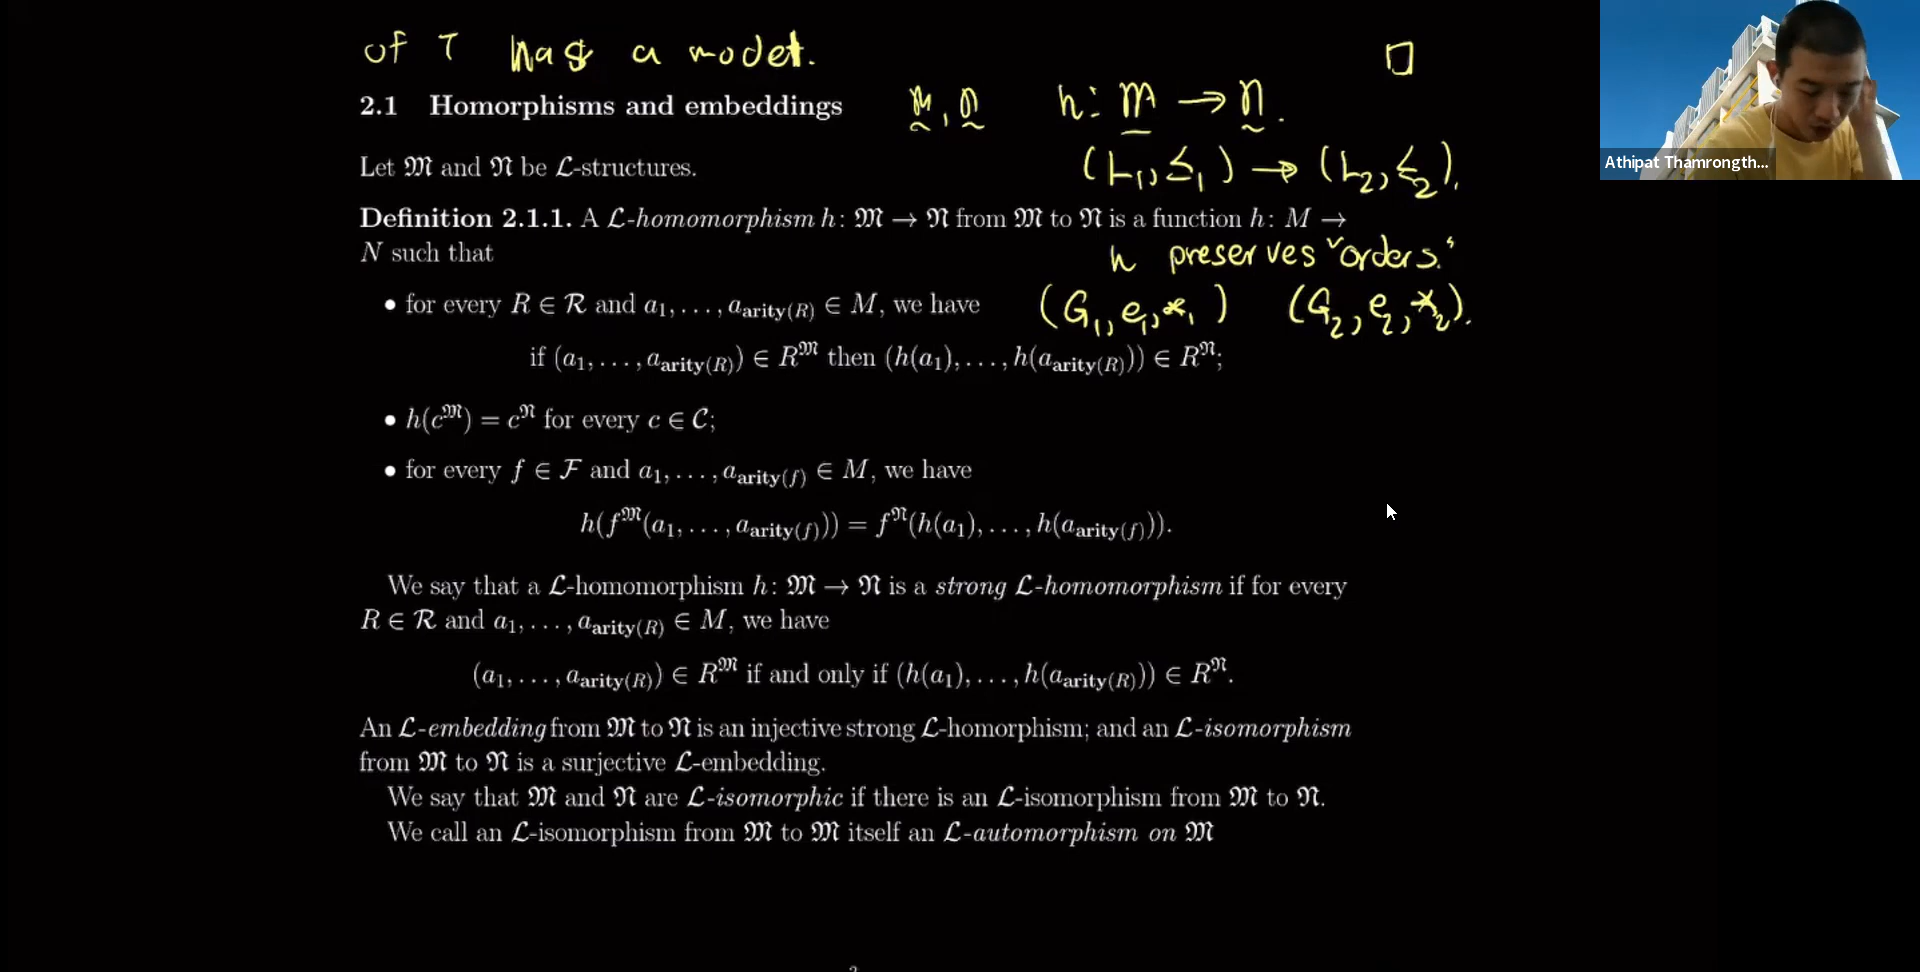 of T has a model. □
2.1 Homorphisms and embeddings 𝔐, 𝔑 h: 𝔐 → 𝔑.
Let 𝔐 and 𝔑 be ℒ-structures. (L₁, ≤₁) → (L₂, ≤₂).
Definition 2.1.1. A ℒ-homomorphism h: 𝔐 → 𝔑 from 𝔐 to 𝔑 is a function h: M →
N such that
h preserves "orders."
• for every R ∈ ℛ and a₁, . . . , a_arity(R) ∈ M, we have (G₁, e₁, *₁) (G₂, e₂, *₂).
if (a₁, . . . , a_arity(R)) ∈ R^𝔐 then (h(a₁), . . . , h(a_arity(R))) ∈ R^𝔑;
• h(c^𝔐) = c^𝔑 for every c ∈ 𝒞;
• for every f ∈ ℱ and a₁, . . . , a_arity(f) ∈ M, we have
h(f^𝔐(a₁, . . . , a_arity(f))) = f^𝔑(h(a₁), . . . , h(a_arity(f))).
We say that a ℒ-homomorphism h: 𝔐 → 𝔑 is a strong ℒ-homomorphism if for every
R ∈ ℛ and a₁, . . . , a_arity(R) ∈ M, we have
(a₁, . . . , a_arity(R)) ∈ R^𝔐 if and only if (h(a₁), . . . , h(a_arity(R))) ∈ R^𝔑.
An ℒ-embedding from 𝔐 to 𝔑 is an injective strong ℒ-homorphism; and an ℒ-isomorphism
from 𝔐 to 𝔑 is a surjective ℒ-embedding.
We say that 𝔐 and 𝔑 are ℒ-isomorphic if there is an ℒ-isomorphism from 𝔐 to 𝔑.
We call an ℒ-isomorphism from 𝔐 to 𝔐 itself an ℒ-automorphism on 𝔐
Athipat Thamrongth...